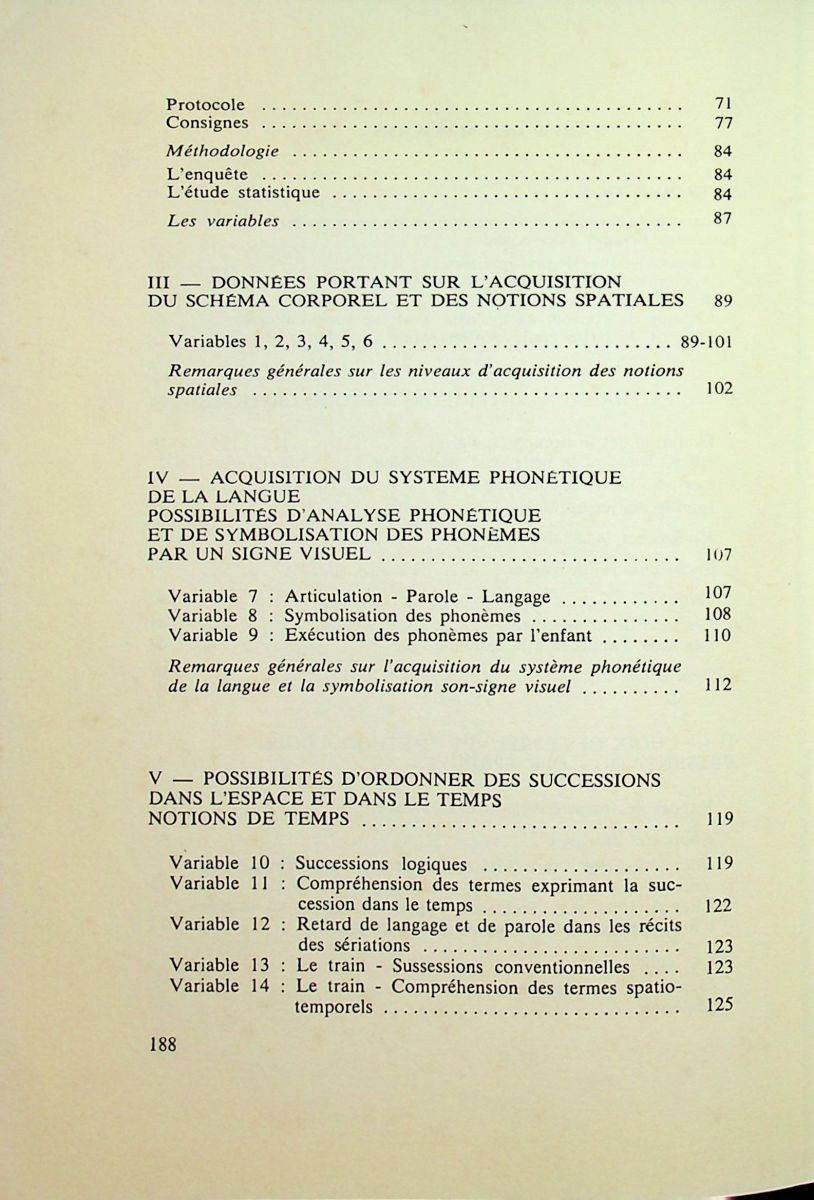 Protocole .......................................... 71
Consignes .......................................... 77
Méthodologie ....................................... 84
L'enquête .......................................... 84
L'étude statistique ................................... 84
Les variables ....................................... 87
III — DONNÉES PORTANT SUR L'ACQUISITION
DU SCHÉMA CORPOREL ET DES NOTIONS SPATIALES 89
Variables 1, 2, 3, 4, 5, 6 ............................. 89-101
Remarques générales sur les niveaux d'acquisition des notions
spatiales ........................................... 102
IV — ACQUISITION DU SYSTEME PHONÉTIQUE
DE LA LANGUE
POSSIBILITÉS D'ANALYSE PHONÉTIQUE
ET DE SYMBOLISATION DES PHONÈMES
PAR UN SIGNE VISUEL .............................. 107
Variable 7 : Articulation - Parole - Langage ............ 107
Variable 8 : Symbolisation des phonèmes ............... 108
Variable 9 : Exécution des phonèmes par l'enfant ........ 110
Remarques générales sur l'acquisition du système phonétique
de la langue et la symbolisation son-signe visuel .......... 112
V — POSSIBILITÉS D'ORDONNER DES SUCCESSIONS
DANS L'ESPACE ET DANS LE TEMPS
NOTIONS DE TEMPS ................................ 119
Variable 10 : Successions logiques .................... 119
Variable 11 : Compréhension des termes exprimant la suc-
cession dans le temps .................... 122
Variable 12 : Retard de langage et de parole dans les récits
des sériations .......................... 123
Variable 13 : Le train - Sussessions conventionnelles .... 123
Variable 14 : Le train - Compréhension des termes spatio-
temporels .............................. 125
188